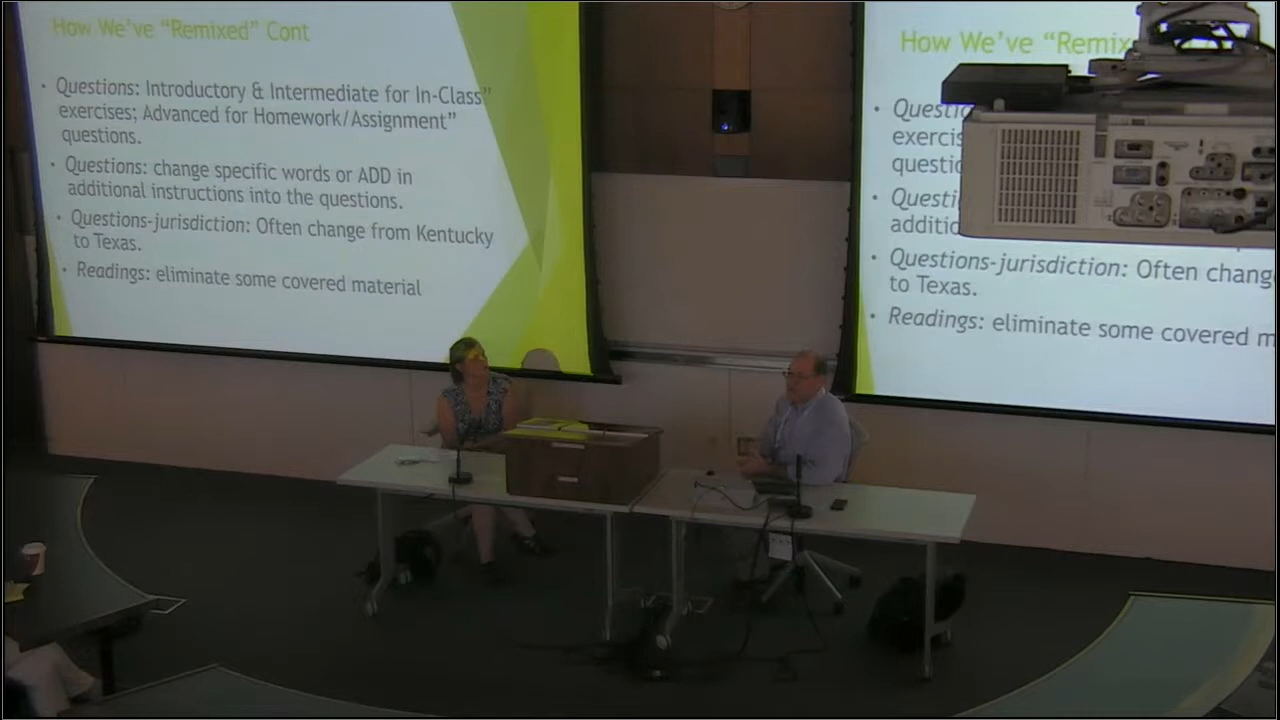 How We've “Remixed” Cont
• Questions: Introductory & Intermediate for In-Class”
exercises; Advanced for Homework/Assignment”
questions.
• Questions: change specific words or ADD in
additional instructions into the questions.
• Questions-jurisdiction: Often change from Kentucky
to Texas.
• Readings: eliminate some covered material
How We've “Remix
• Questio
exercis
questio
• Questi
additio
• Questions-jurisdiction: Often chang
to Texas.
• Readings: eliminate some covered m